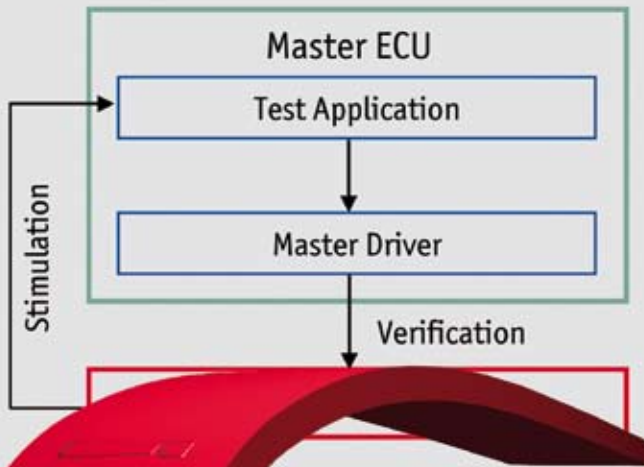 Master ECU
Test Application
Master Driver
Stimulation
Verification